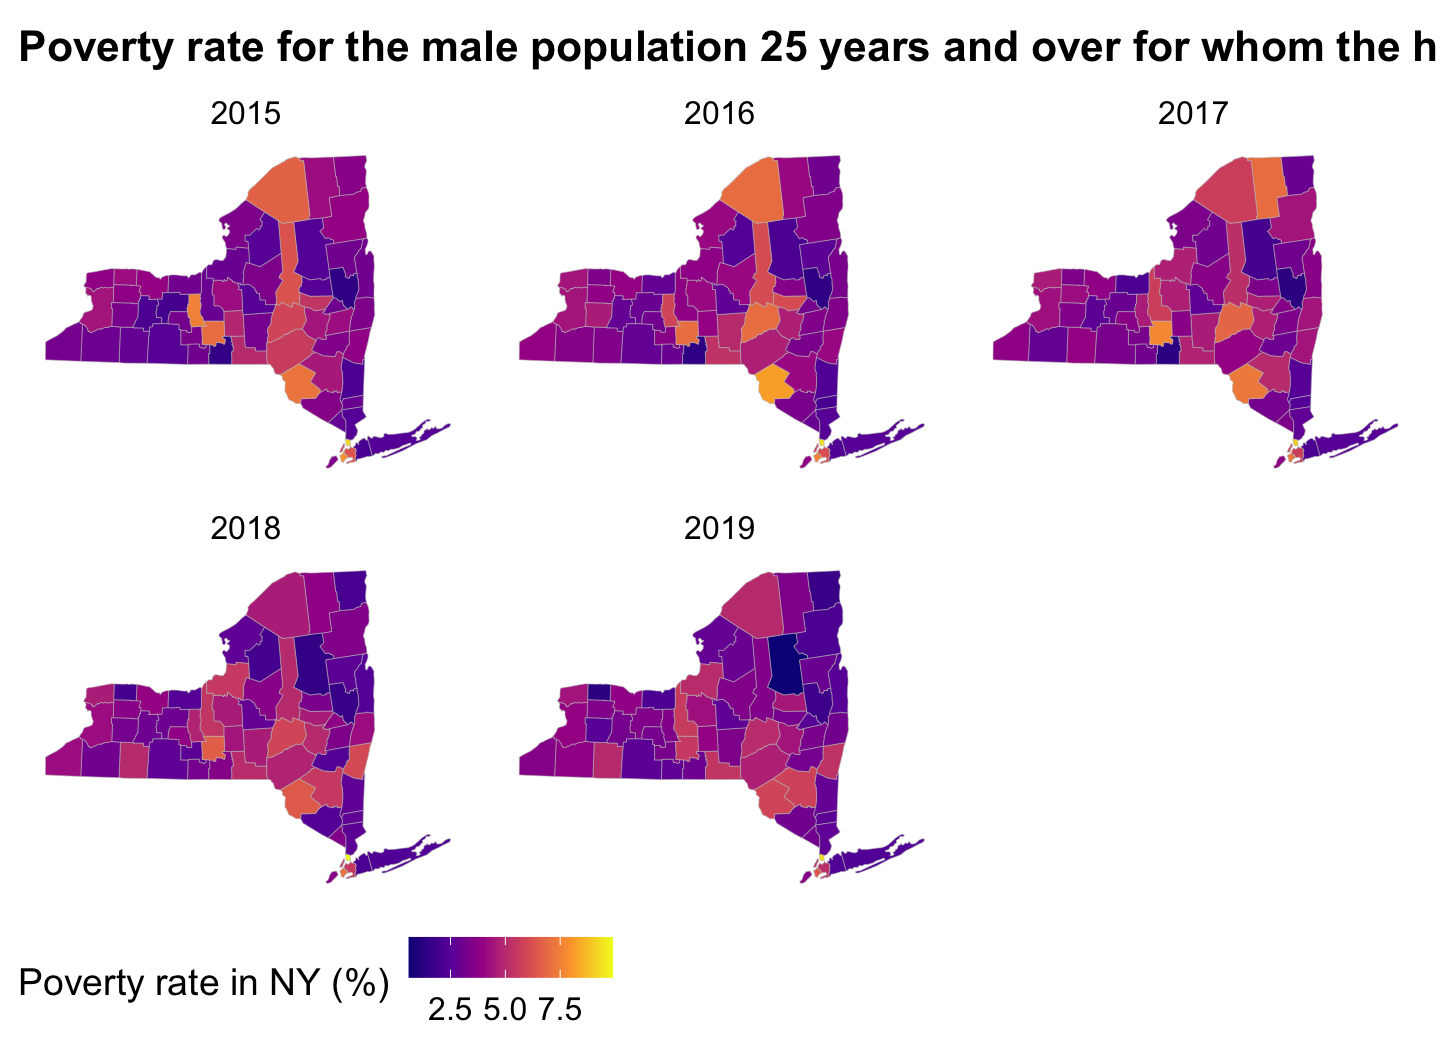 Poverty rate for the male population 25 years and over for whom the h
2015 2016 2017
2018 2019
Poverty rate in NY (%)
2.5 5.0 7.5